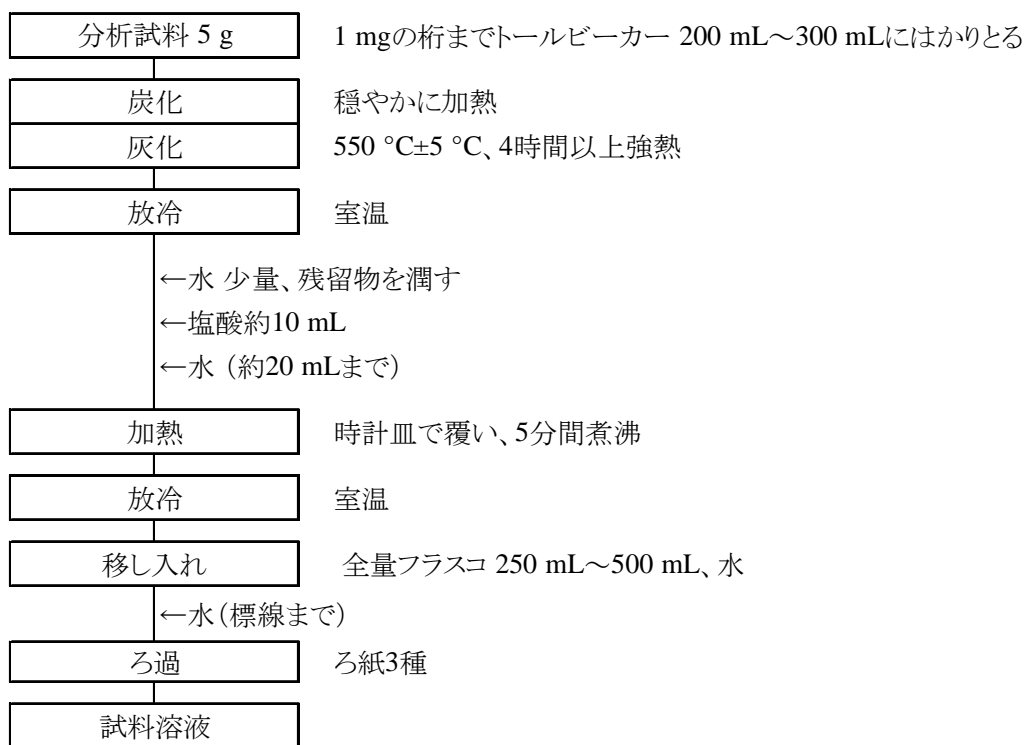 分析試料 5 g 1 mgの桁までトールビーカー 200 mL～300 mLにはかりとる
炭化 穏やかに加熱
灰化 550 °C±5 °C、4時間以上強熱
放冷 室温
←水 少量、残留物を潤す
←塩酸約10 mL
←水（約20 mLまで）
加熱 時計皿で覆い、5分間煮沸
放冷 室温
移し入れ 全量フラスコ 250 mL～500 mL、水
←水（標線まで）
ろ過 ろ紙3種
試料溶液